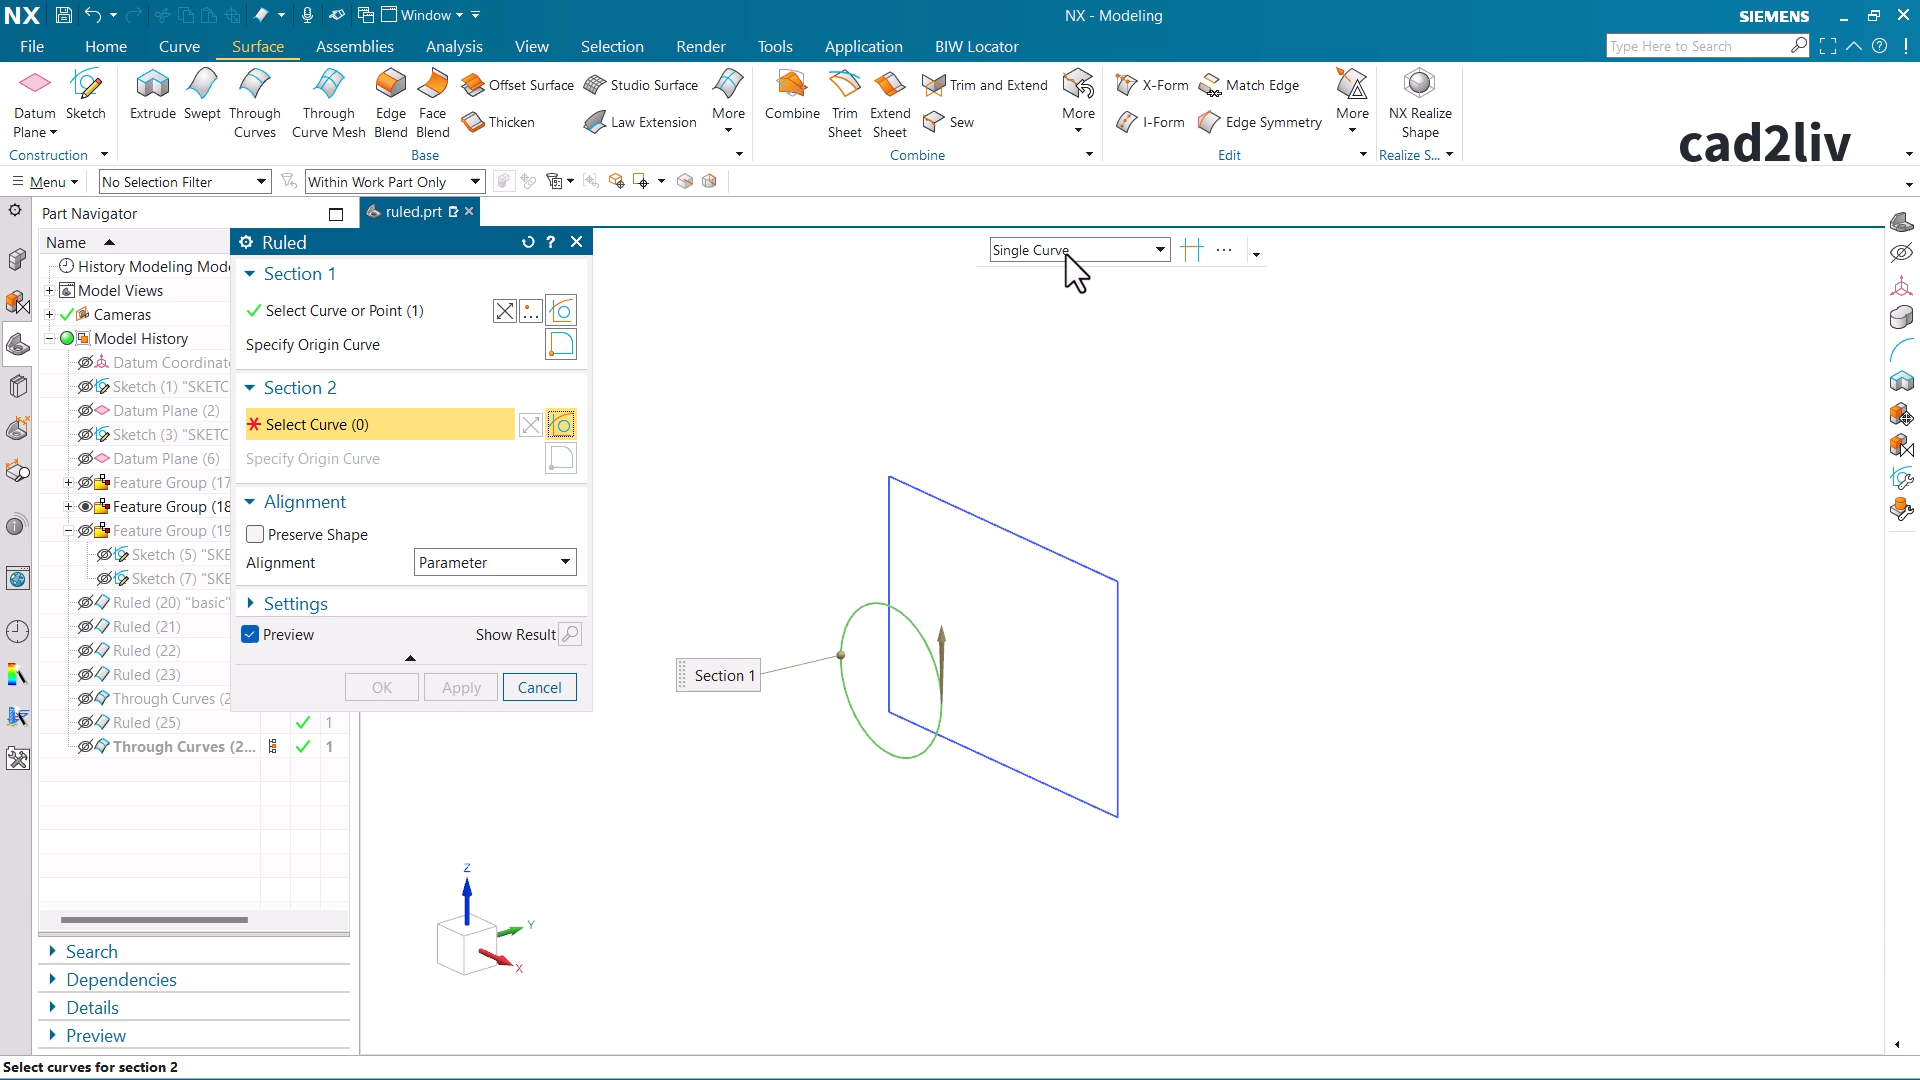 NX Window NX - Modeling SIEMENS
File Home Curve Surface Assemblies Analysis View Selection Render Tools Application BIW Locator Type Here to Search
Datum Plane
Sketch
Construction
Extrude
Swept
Through Curves
Through Curve Mesh
Edge Blend
Face Blend
Offset Surface
Thicken
Studio Surface
Law Extension
More
Base
Combine
Trim Sheet
Extend Sheet
Trim and Extend
Sew
More
Combine
X-Form
I-Form
Match Edge
Edge Symmetry
More
Edit
NX Realize Shape
Realize S...
cad2liv
Menu No Selection Filter Within Work Part Only
Part Navigator
ruled.prt
Name
History Modeling Mod
Model Views
Cameras
Model History
Datum Coordinat
Sketch (1) "SKETC
Datum Plane (2)
Sketch (3) "SKETC
Datum Plane (6)
Feature Group (17
Feature Group (18
Feature Group (19
Sketch (5) "SKE
Sketch (7) "SKE
Ruled (20) "basic"
Ruled (21)
Ruled (22)
Ruled (23)
Through Curves (2
Ruled (25) 1
Through Curves (2... 1
Search
Dependencies
Details
Preview
Ruled
Section 1
Select Curve or Point (1)
Specify Origin Curve
Section 2
Select Curve (0)
Specify Origin Curve
Alignment
Preserve Shape
Alignment Parameter
Settings
Preview Show Result
OK Apply Cancel
Single Curve
Section 1
Z
Y
X
Select curves for section 2